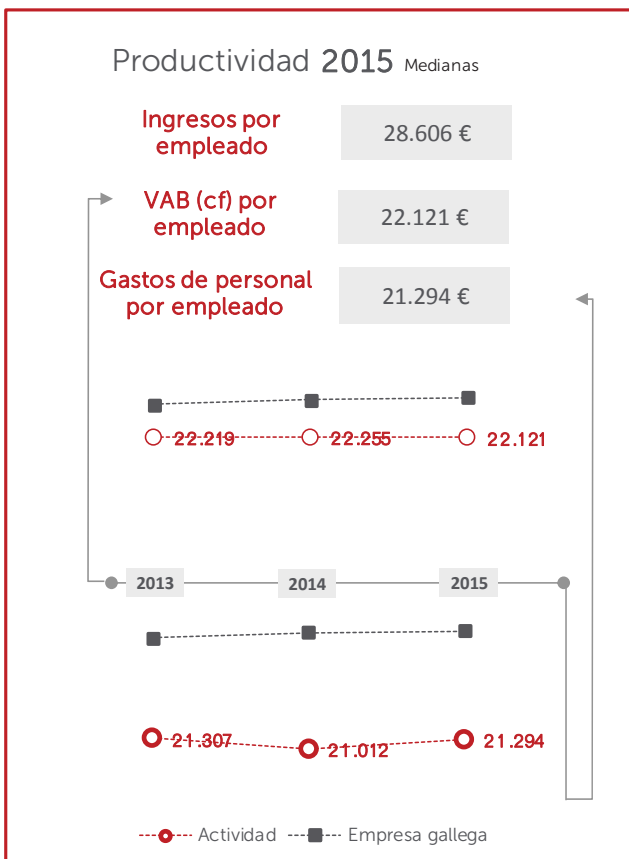 Productividad 2015 Medianas
Ingresos por
empleado
28.606 €
VAB (cf) por
empleado
22.121 €
Gastos de personal
por empleado
21.294 €
22.219 22.255 22.121
2013 2014 2015
21.307 21.012 21.294
Actividad Empresa gallega